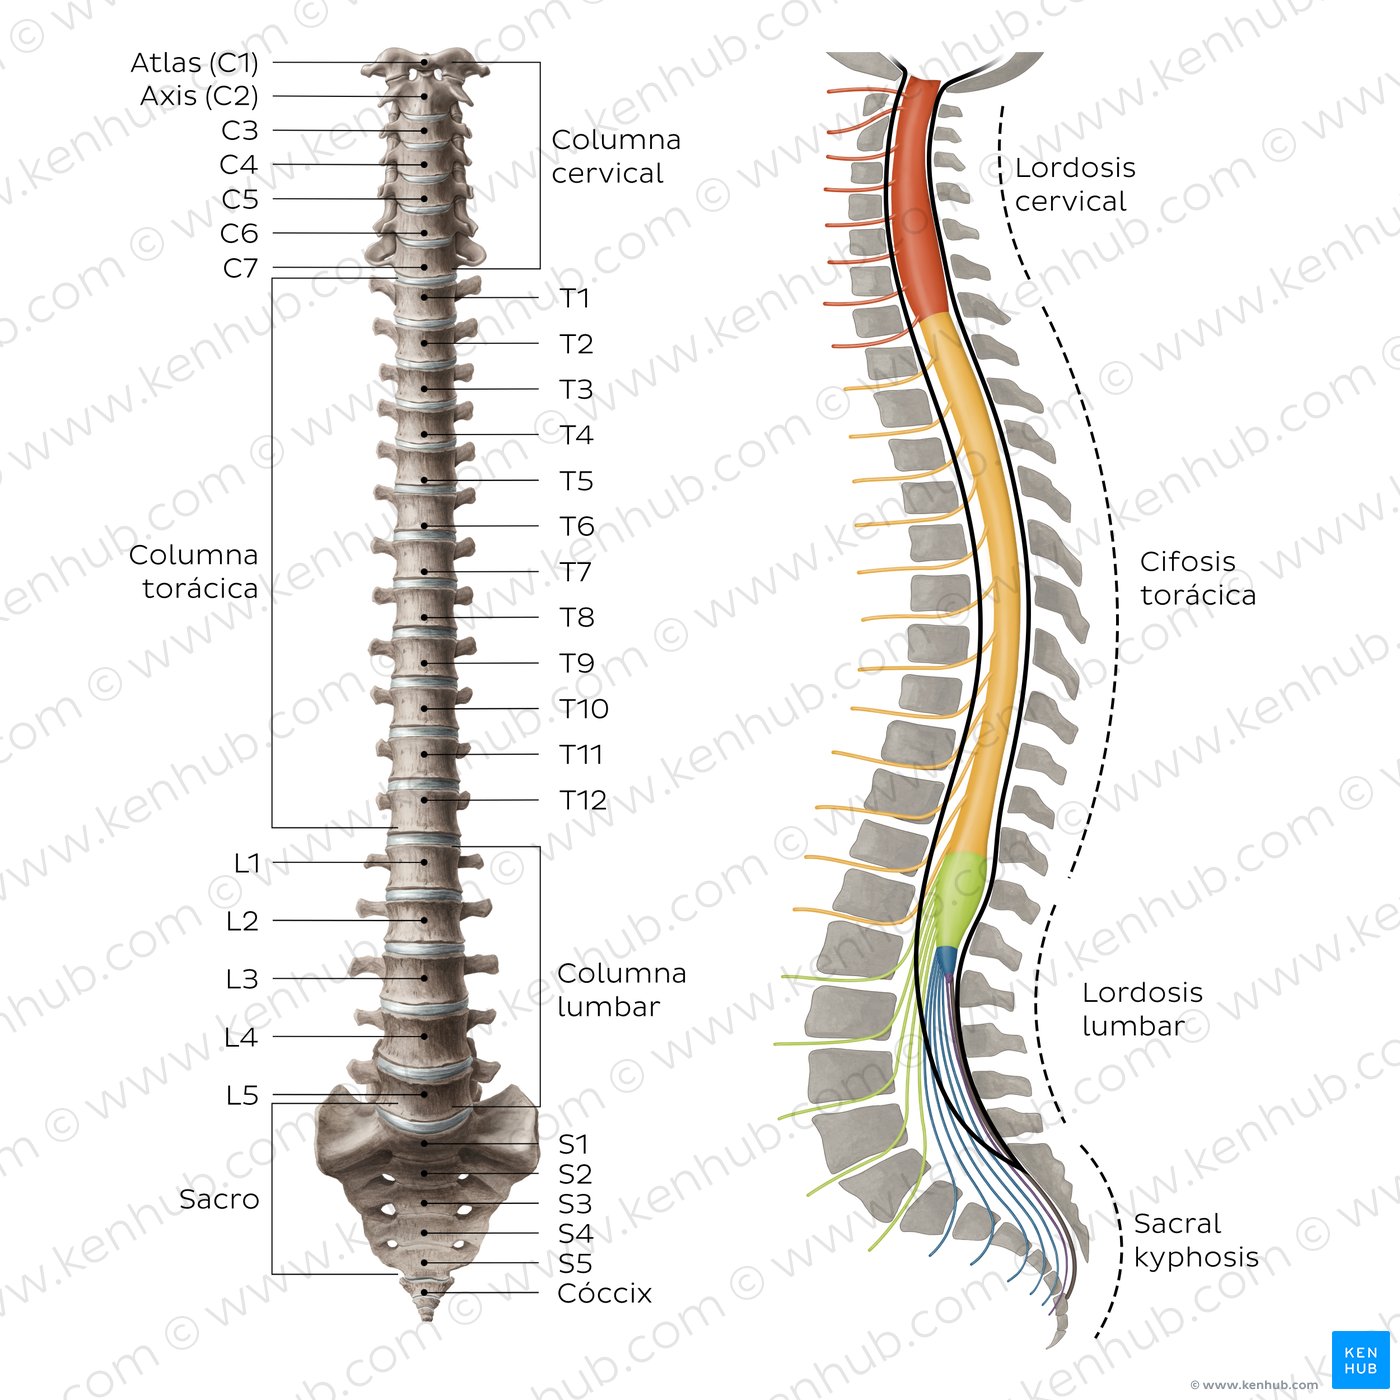 Atlas (C1)
Axis (C2)
C3
C4
C5
C6
C7
Columna
cervical
T1
T2
T3
T4
T5
T6
T7
T8
T9
T10
T11
T12
Columna
torácica
L1
L2
L3
L4
L5
Columna
lumbar
S1
S2
S3
S4
S5
Cóccix
Sacro
Lordosis
cervical
Cifosis
torácica
Lordosis
lumbar
Sacral
kyphosis
KEN
HUB
© www.kenhub.com